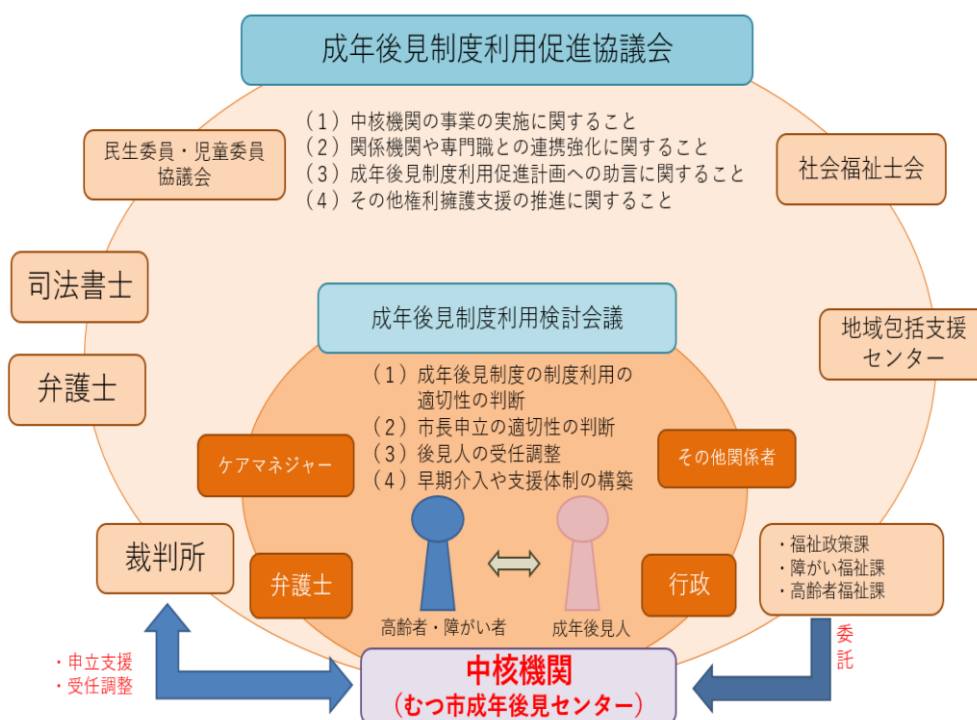 成年後見制度利用促進協議会
(1)中核機関の事業の実施に関すること
(2)関係機関や専門職との連携強化に関すること
(3)成年後見制度利用促進計画への助言に関すること
(4)その他権利擁護支援の推進に関すること
民生委員・児童委員
協議会
社会福祉士会
司法書士
弁護士
地域包括支援
センター
成年後見制度利用検討会議
(1)成年後見制度の制度利用の
適切性の判断
(2)市長申立の適切性の判断
(3)後見人の受任調整
(4)早期介入や支援体制の構築
ケアマネジャー
その他関係者
裁判所
弁護士
行政
・福祉政策課
・障がい福祉課
・高齢者福祉課
高齢者・障がい者
成年後見人
・申立支援
・受任調整
委託
中核機関
(むつ市成年後見センター)